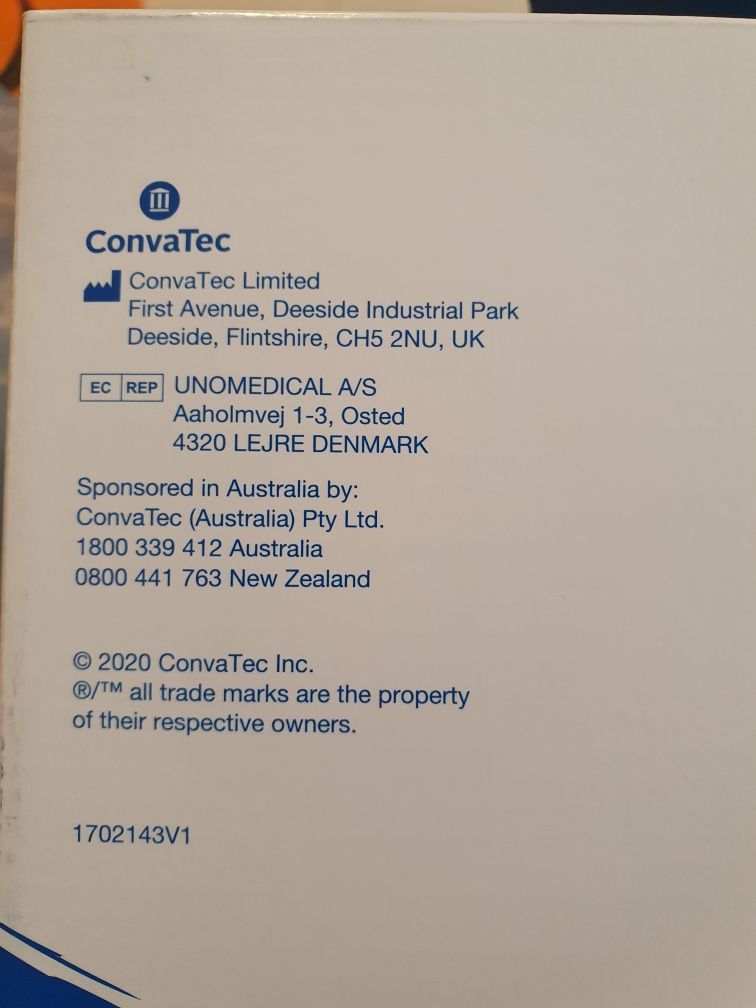 ConvaTec
ConvaTec Limited
First Avenue, Deeside Industrial Park
Deeside, Flintshire, CH5 2NU, UK
EC REP UNOMEDICAL A/S
Aaholmvej 1-3, Osted
4320 LEJRE DENMARK
Sponsored in Australia by:
ConvaTec (Australia) Pty Ltd.
1800 339 412 Australia
0800 441 763 New Zealand
© 2020 ConvaTec Inc.
®/™ all trade marks are the property
of their respective owners.
1702143V1